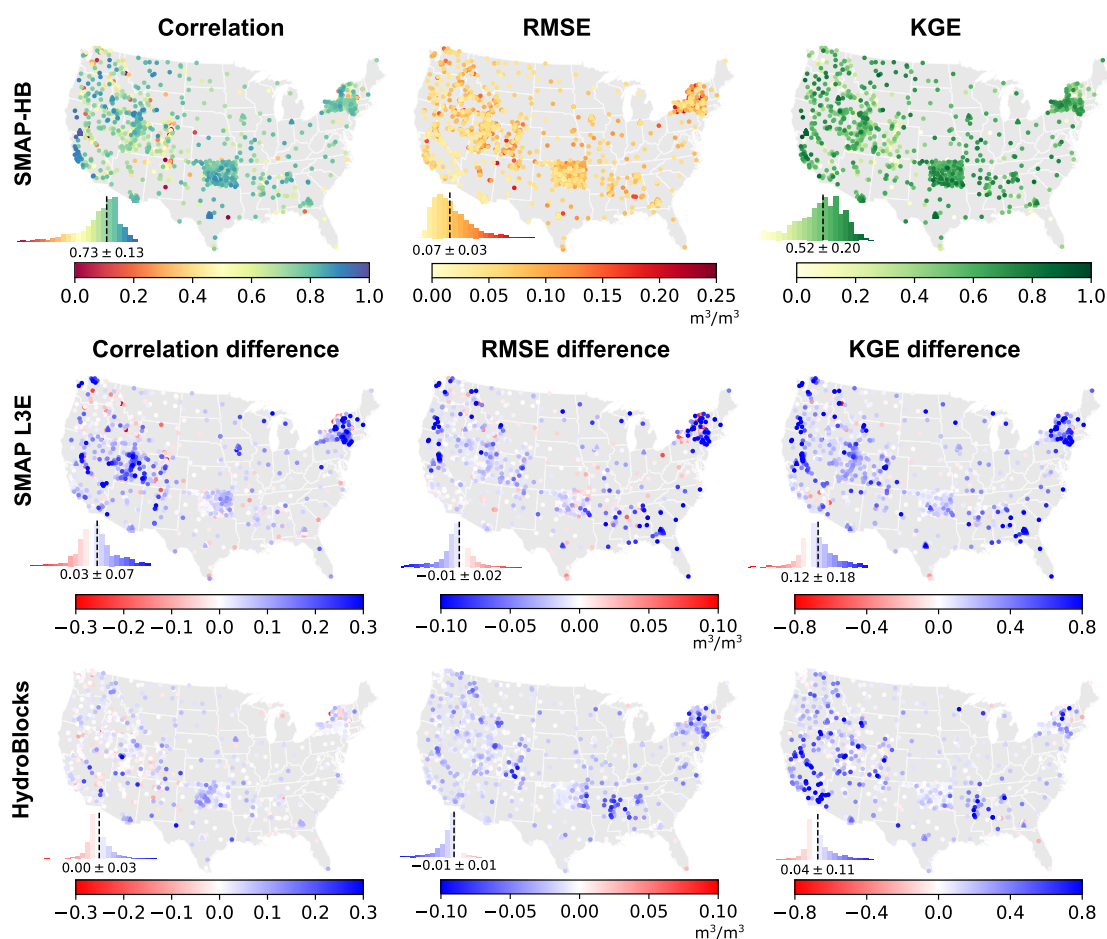 Correlation
RMSE
KGE
SMAP-HB
0.73 ± 0.13
0.07 ± 0.03
0.52 ± 0.20
0.0 0.2 0.4 0.6 0.8 1.0
0.00 0.05 0.10 0.15 0.20 0.25
m³/m³
0.0 0.2 0.4 0.6 0.8 1.0
Correlation difference
RMSE difference
KGE difference
SMAP L3E
0.03 ± 0.07
−0.01 ± 0.02
0.12 ± 0.18
−0.3 −0.2 −0.1 0.0 0.1 0.2 0.3
−0.10 −0.05 0.00 0.05 0.10
m³/m³
−0.8 −0.4 0.0 0.4 0.8
HydroBlocks
0.00 ± 0.03
−0.01 ± 0.01
0.04 ± 0.11
−0.3 −0.2 −0.1 0.0 0.1 0.2 0.3
−0.10 −0.05 0.00 0.05 0.10
m³/m³
−0.8 −0.4 0.0 0.4 0.8